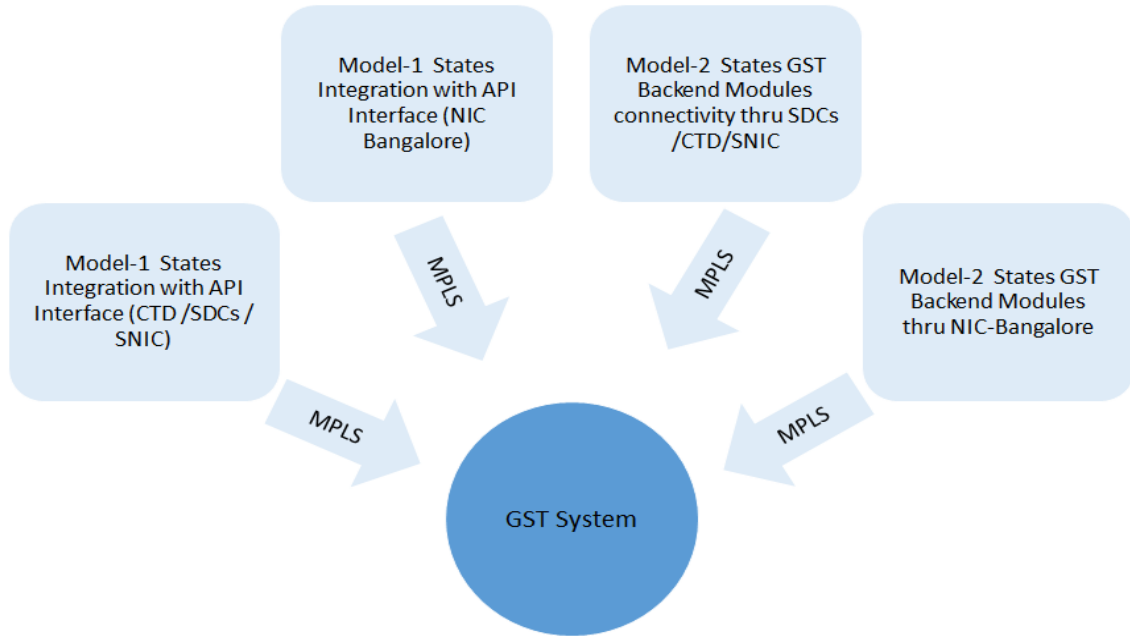 Model-1 States
Integration with API
Interface (NIC
Bangalore)
Model-2 States GST
Backend Modules
connectivity thru SDCs
/CTD/SNIC
Model-1 States
Integration with API
Interface (CTD /SDCs /
SNIC)
Model-2 States GST
Backend Modules
thru NIC-Bangalore
MPLS
MPLS
MPLS
MPLS
GST System